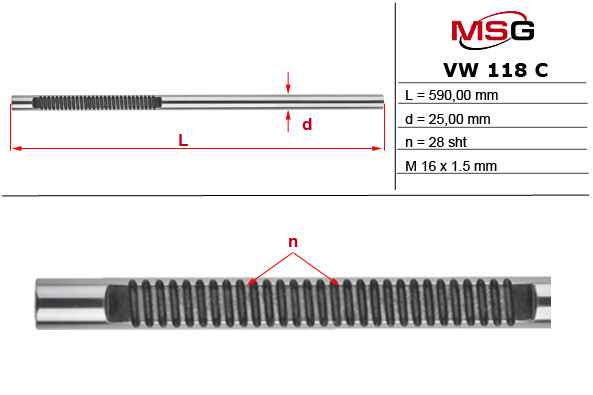 MSG
VW 118 C
L = 590,00 mm
d = 25,00 mm
n = 28 sht
M 16 x 1.5 mm
d
L
n